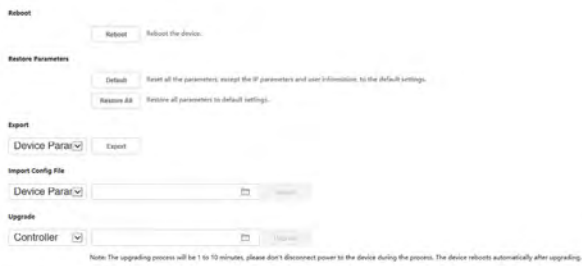 Reboot
Reboot Reboot the device.
Restore Parameters
Default Reset all the parameters, except the IP parameters and user information, to the default settings.
Restore All Restore all parameters to default settings.
Export
Device Parar Export
Import Config File
Device Parar
Upgrade
Controller Upgrade
Note: The upgrading process will be 1 to 10 minutes, please don't disconnect power to the device during the process. The device reboots automatically after upgrading.